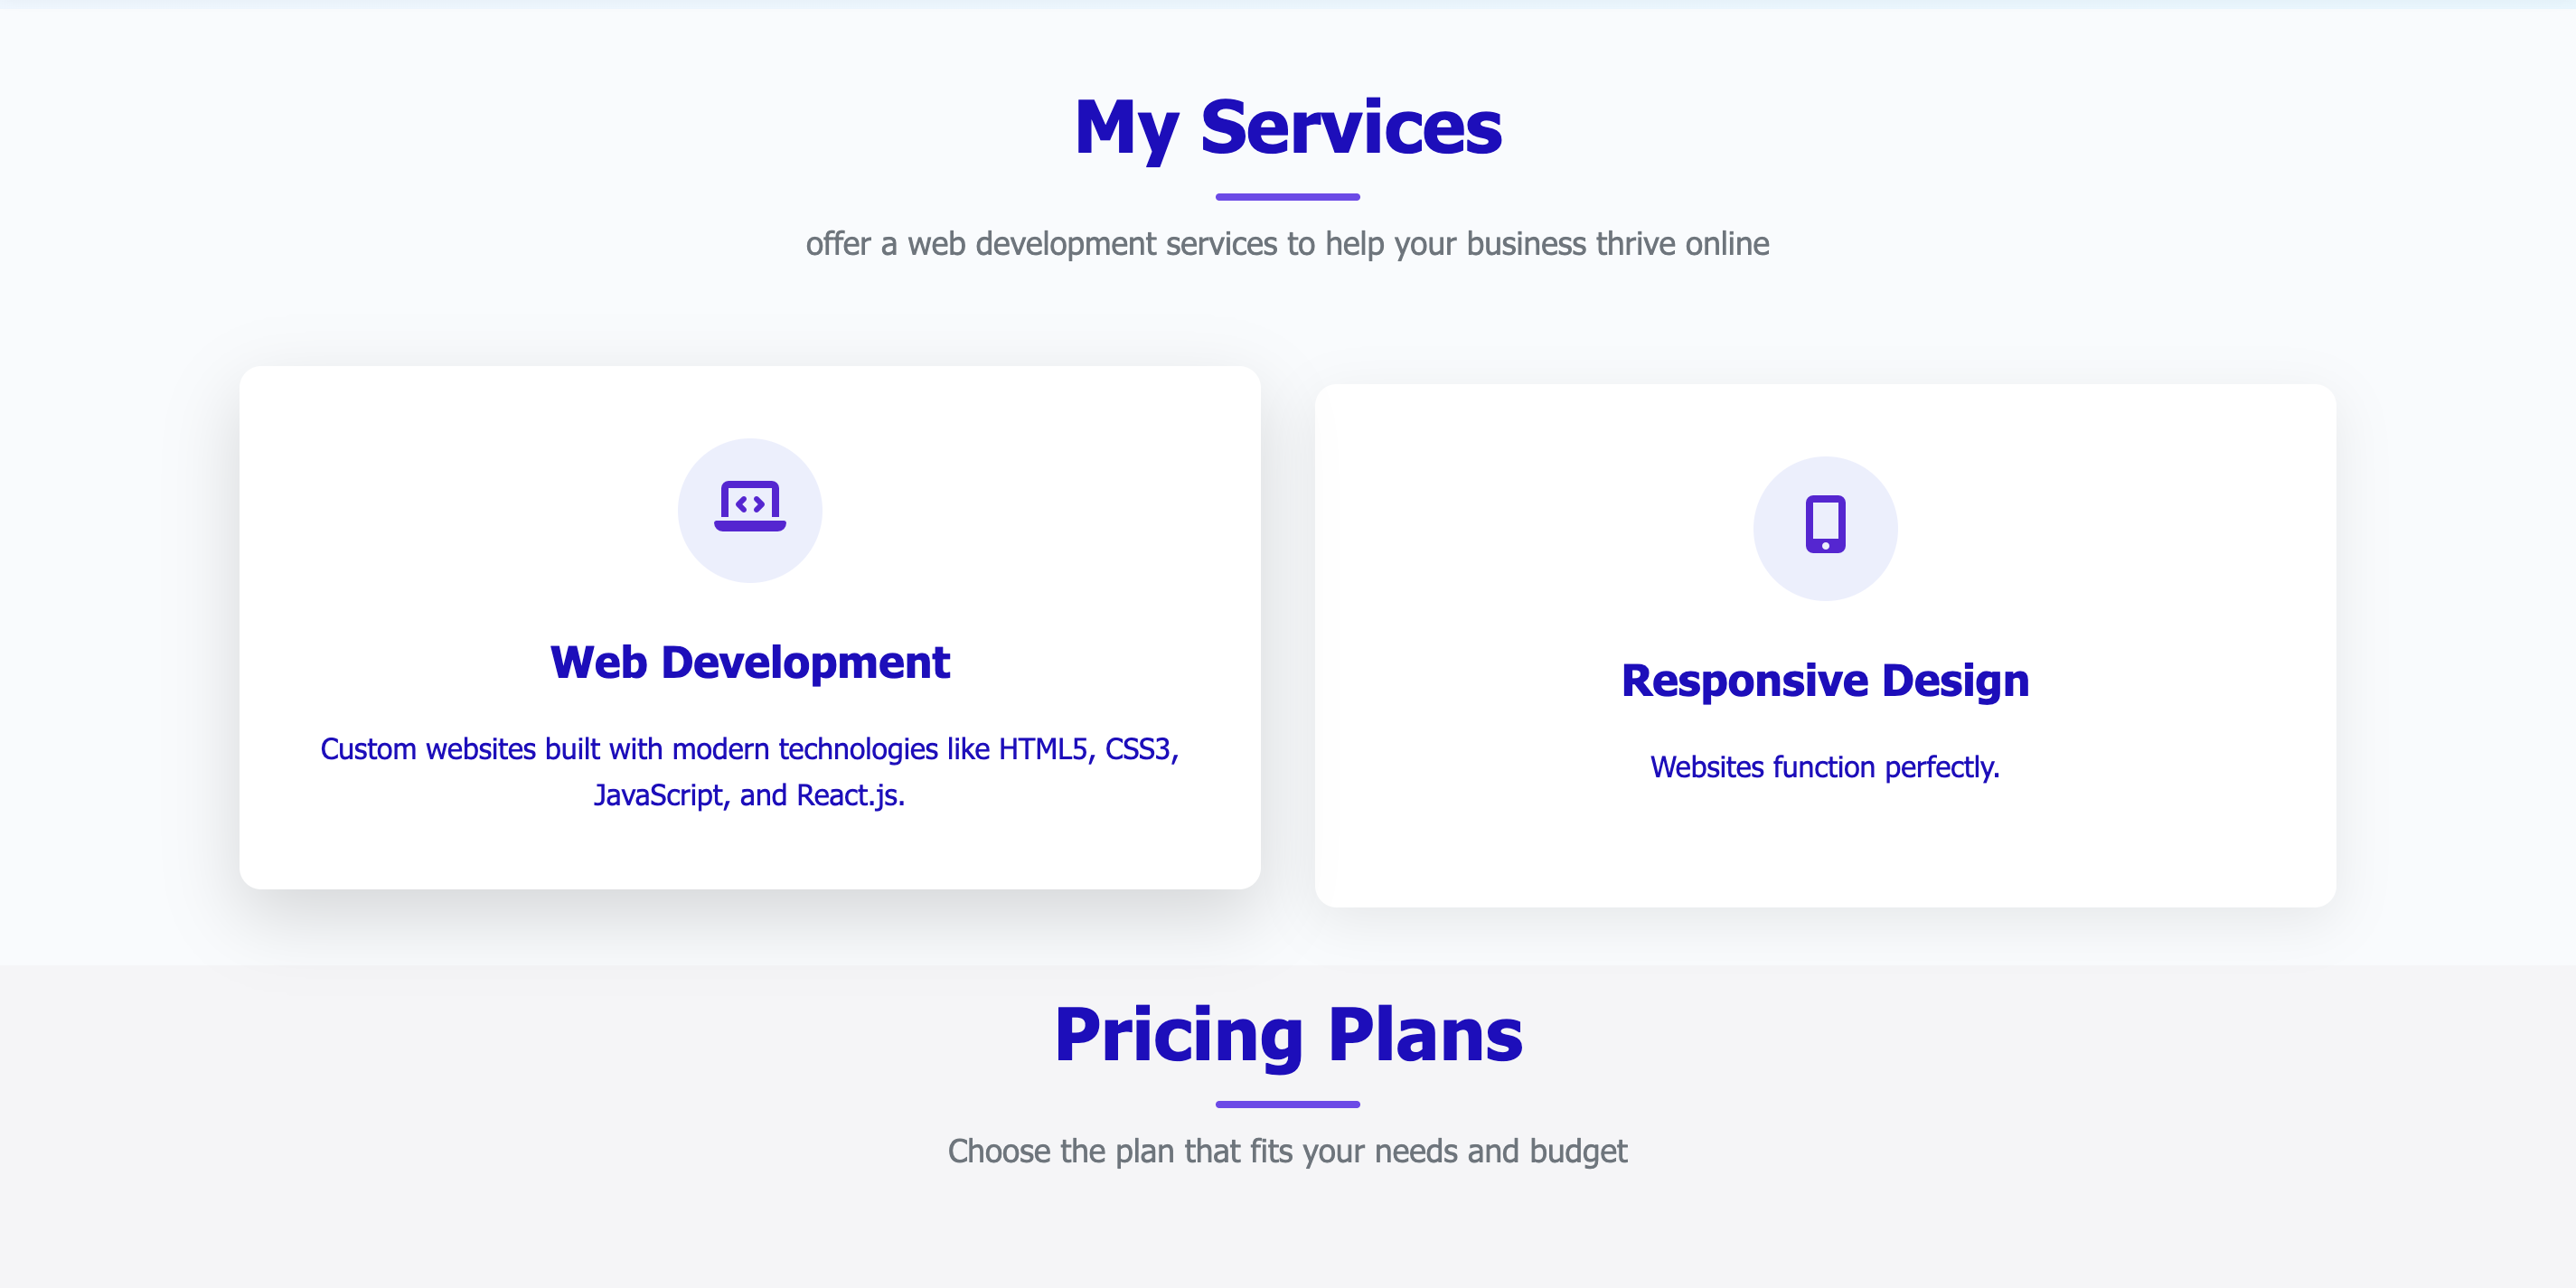 My Services
offer a web development services to help your business thrive online
Web Development
Custom websites built with modern technologies like HTML5, CSS3,
JavaScript, and React.js.
Responsive Design
Websites function perfectly.
Pricing Plans
Choose the plan that fits your needs and budget